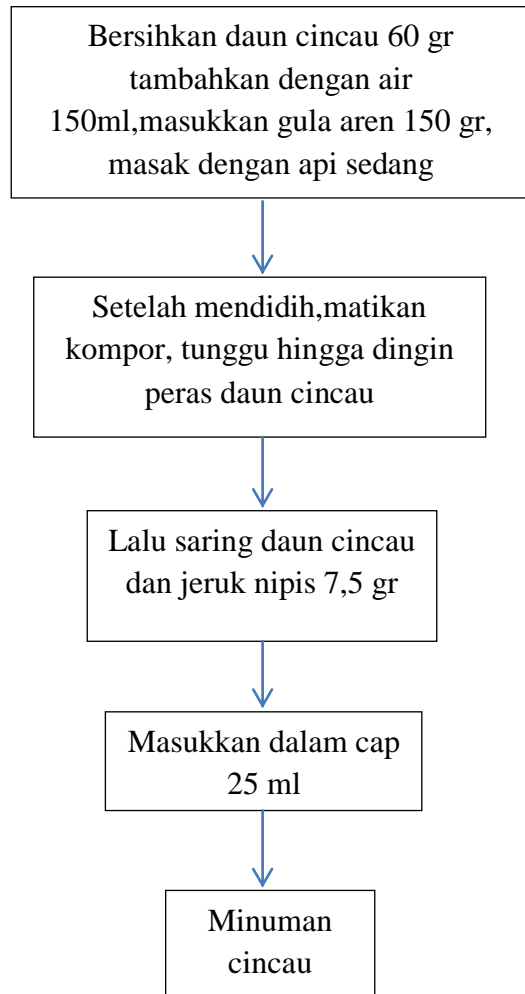 Bersihkan daun cincau 60 gr
tambahkan dengan air
150ml,masukkan gula aren 150 gr,
masak dengan api sedang
Setelah mendidih,matikan
kompor, tunggu hingga dingin
peras daun cincau
Lalu saring daun cincau
dan jeruk nipis 7,5 gr
Masukkan dalam cap
25 ml
Minuman
cincau